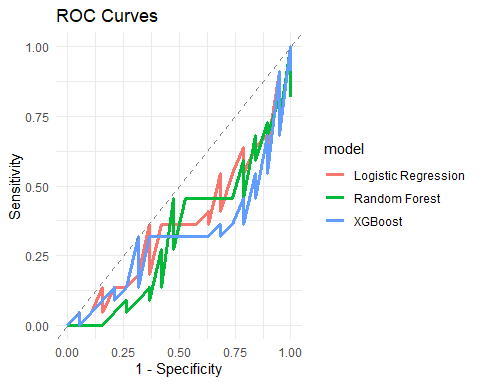 ROC Curves
1.00
0.75
0.50
0.25
0.00
Sensitivity
0.00 0.25 0.50 0.75 1.00
1 - Specificity
model
Logistic Regression
Random Forest
XGBoost